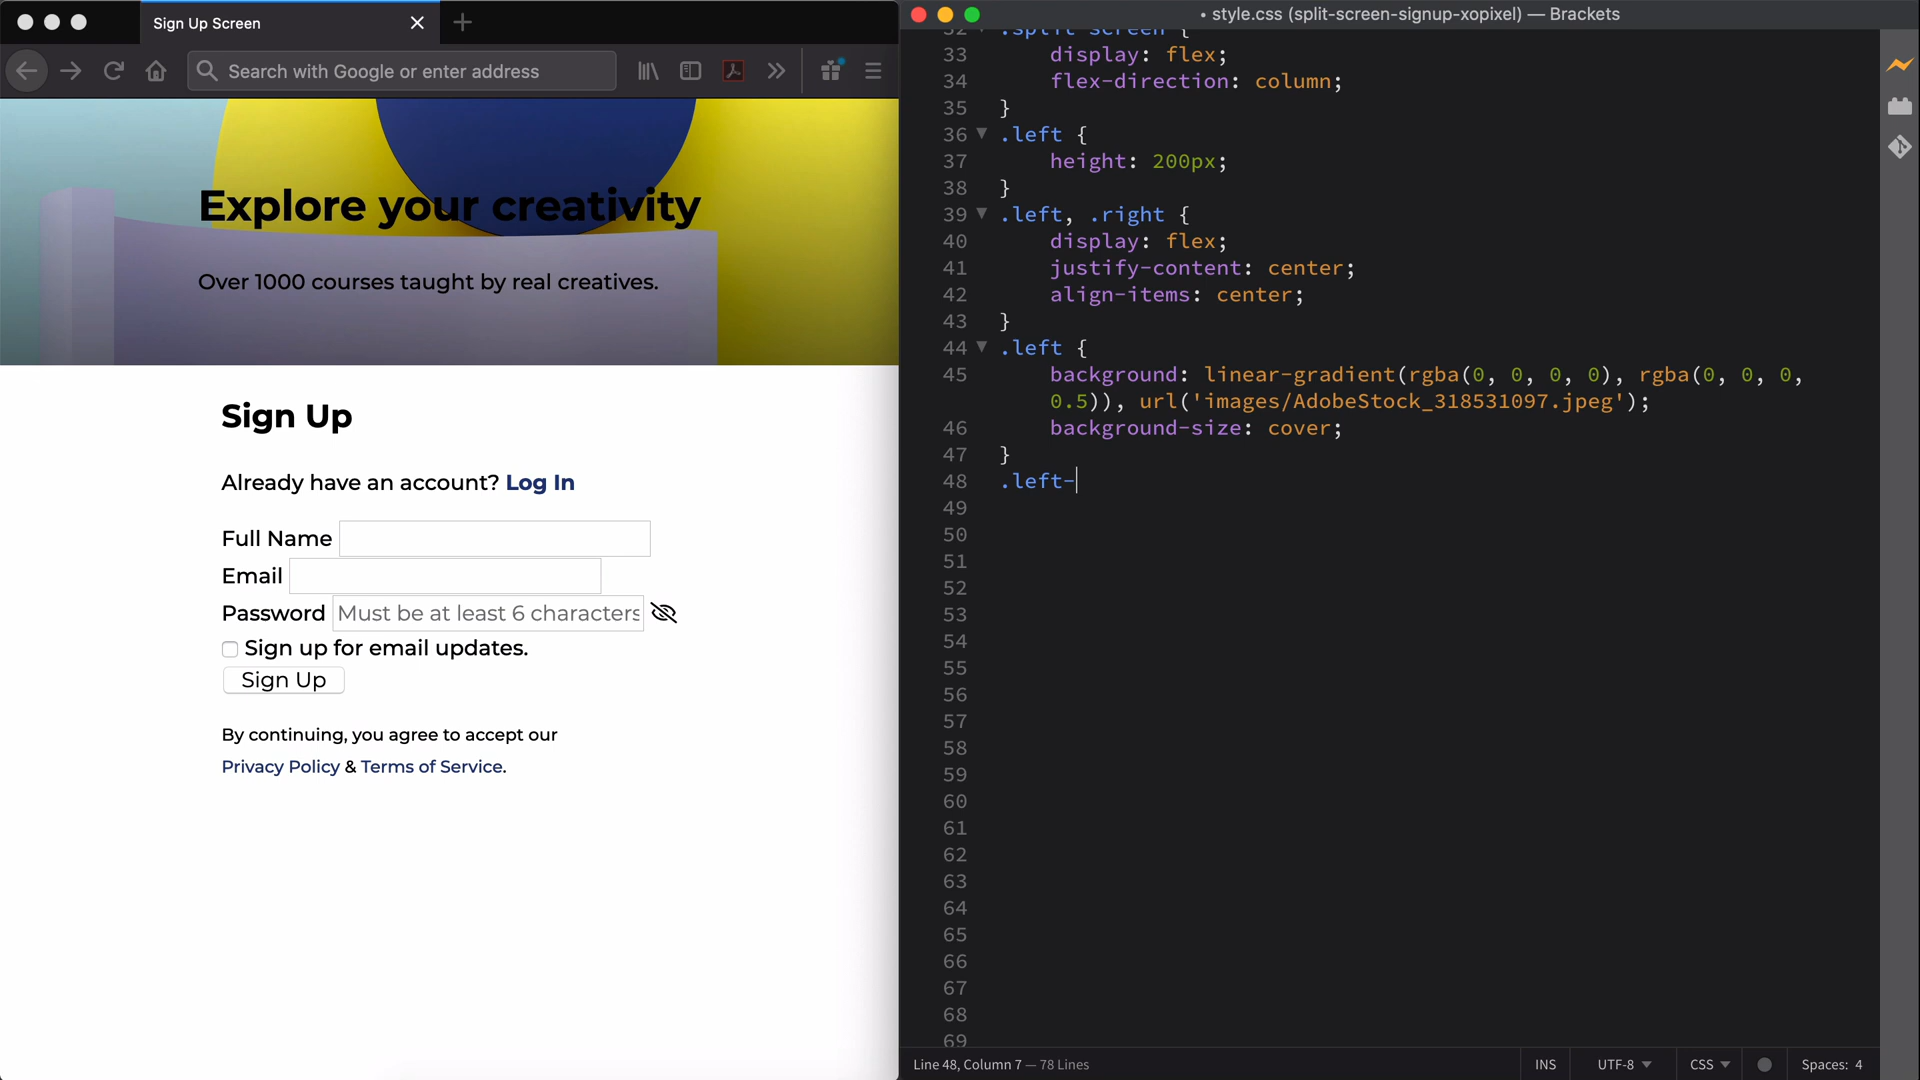 Sign Up Screen
Search with Google or enter address
Explore your creativity
Over 1000 courses taught by real creatives.
Sign Up
Already have an account? Log In
Full Name
Email
Password Must be at least 6 characters
Sign up for email updates.
Sign Up
By continuing, you agree to accept our
Privacy Policy & Terms of Service.
• style.css (split-screen-signup-xopixel) — Brackets
32 .split-screen {
33 display: flex;
34 flex-direction: column;
35 }
36 .left {
37 height: 200px;
38 }
39 .left, .right {
40 display: flex;
41 justify-content: center;
42 align-items: center;
43 }
44 .left {
45 background: linear-gradient(rgba(0, 0, 0, 0), rgba(0, 0, 0,
0.5)), url('images/AdobeStock_318531097.jpeg');
46 background-size: cover;
47 }
48 .left-
49
50
51
52
53
54
55
56
57
58
59
60
61
62
63
64
65
66
67
68
69
Line 48, Column 7 — 78 Lines
INS
UTF-8
CSS
Spaces: 4